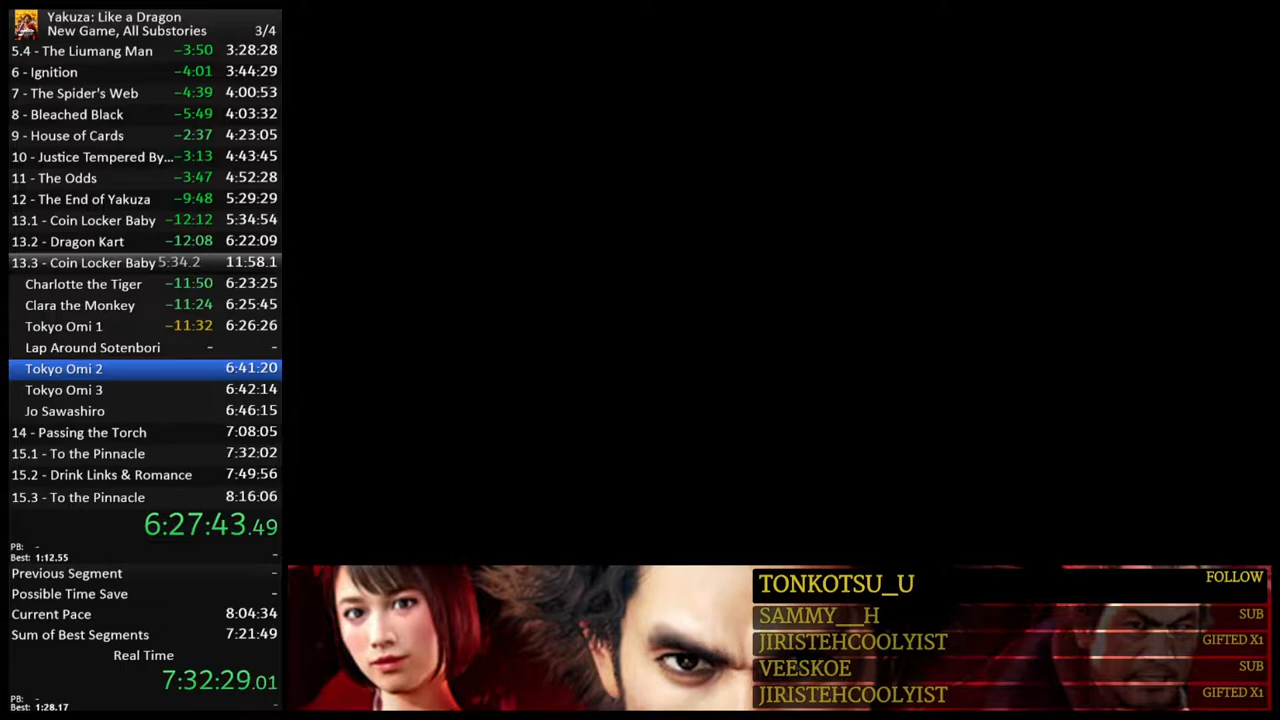 Yakuza: Like a Dragon
New Game, All Substories 3/4
5.4 - The Liumang Man −3:50 3:28:28
6 - Ignition −4:01 3:44:29
7 - The Spider's Web −4:39 4:00:53
8 - Bleached Black −5:49 4:03:32
9 - House of Cards −2:37 4:23:05
10 - Justice Tempered By... −3:13 4:43:45
11 - The Odds −3:47 4:52:28
12 - The End of Yakuza −9:48 5:29:29
13.1 - Coin Locker Baby −12:12 5:34:54
13.2 - Dragon Kart −12:08 6:22:09
13.3 - Coin Locker Baby 5:34.2 11:58.1
Charlotte the Tiger −11:50 6:23:25
Clara the Monkey −11:24 6:25:45
Tokyo Omi 1 −11:32 6:26:26
Lap Around Sotenbori - -
Tokyo Omi 2 6:41:20
Tokyo Omi 3 6:42:14
Jo Sawashiro 6:46:15
14 - Passing the Torch 7:08:05
15.1 - To the Pinnacle 7:32:02
15.2 - Drink Links & Romance 7:49:56
15.3 - To the Pinnacle 8:16:06
6:27:43.49
PB: -
Best: 1:12.55 -
Previous Segment -
Possible Time Save -
Current Pace 8:04:34
Sum of Best Segments 7:21:49
Real Time
7:32:29.01
PB: -
Best: 1:28.17 -
TONKOTSU_U FOLLOW
SAMMY__H SUB
JIRISTEHCOOLYIST GIFTED X1
VEESKOE SUB
JIRISTEHCOOLYIST GIFTED X1